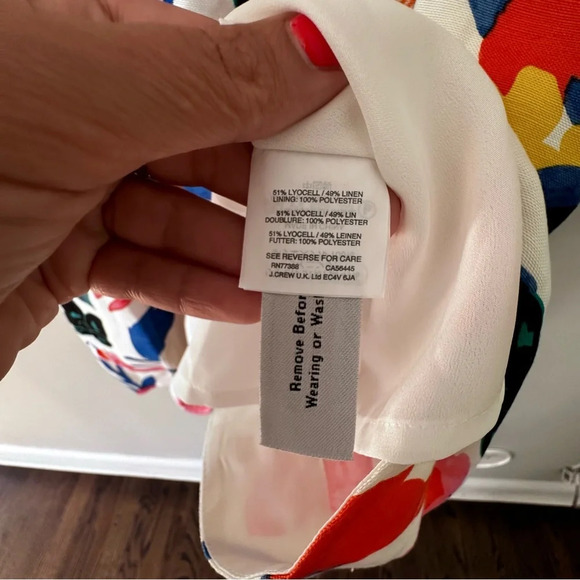 51% LYOCELL / 49% LINEN
LINING: 100% POLYESTER
51% LYOCELL / 49% LIN
DOUBLURE: 100% POLYESTER
51% LYOCELL / 49% LEINEN
FUTTER: 100% POLYESTER
SEE REVERSE FOR CARE
RN77388 CA56445
J.CREW U.K. Ltd EC4V 6JA
Remove Before
Wearing or Wash